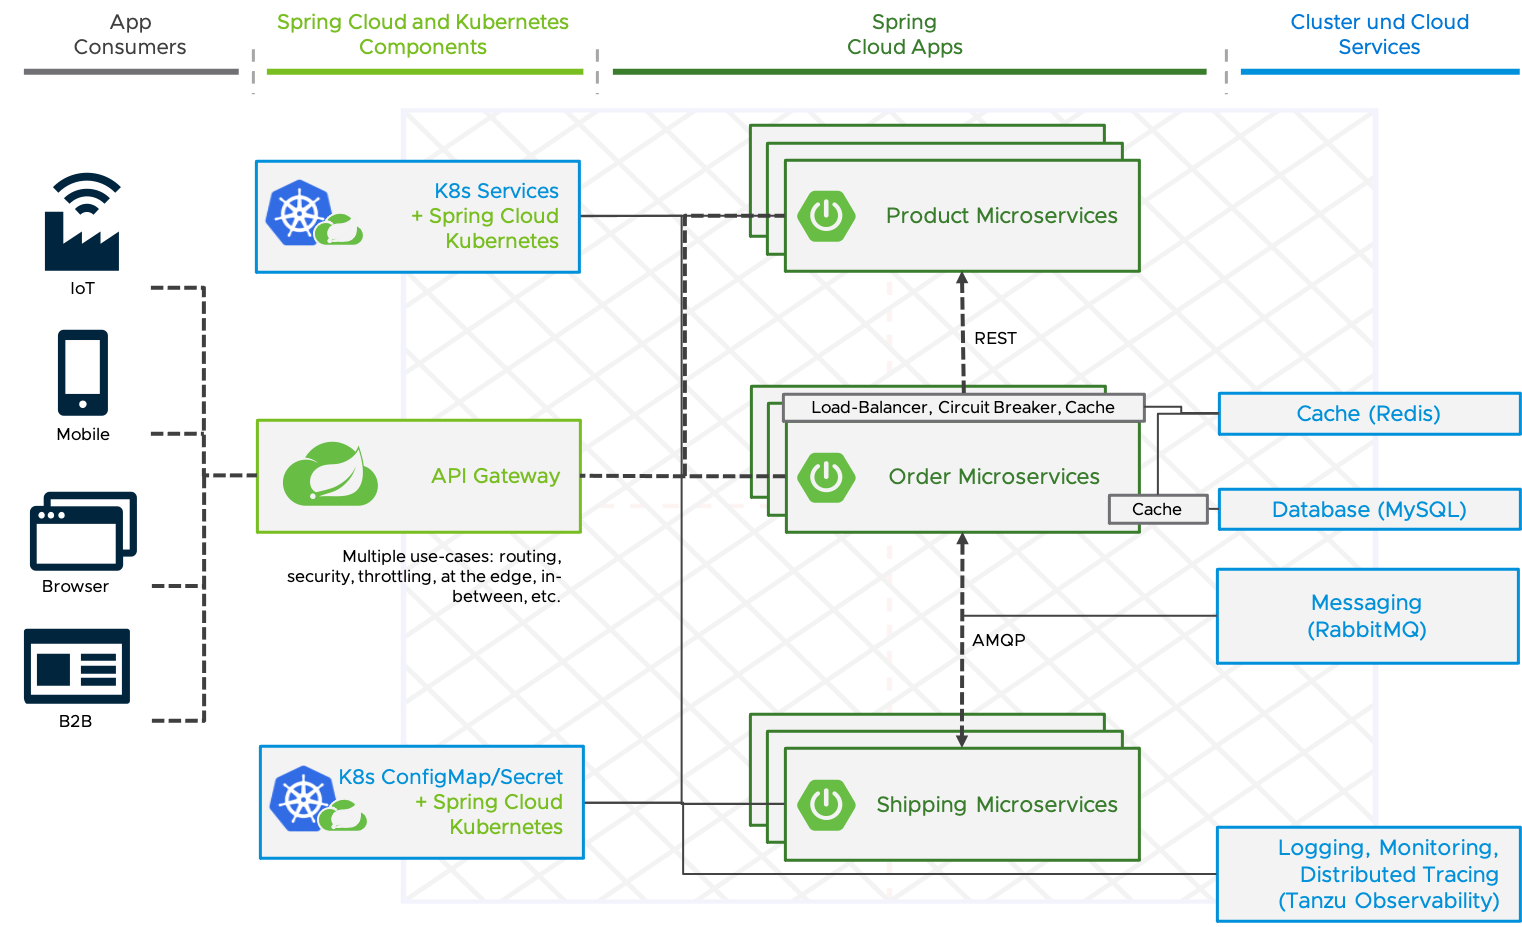 App
Consumers
Spring Cloud and Kubernetes
Components
Spring
Cloud Apps
Cluster und Cloud
Services
IoT
Mobile
Browser
B2B
K8s Services
+ Spring Cloud
Kubernetes
API Gateway
Multiple use-cases: routing,
security, throttling, at the edge, in-
between, etc.
K8s ConfigMap/Secret
+ Spring Cloud
Kubernetes
Product Microservices
REST
Load-Balancer, Circuit Breaker, Cache
Order Microservices
Cache
AMQP
Shipping Microservices
Cache (Redis)
Database (MySQL)
Messaging
(RabbitMQ)
Logging, Monitoring,
Distributed Tracing
(Tanzu Observability)